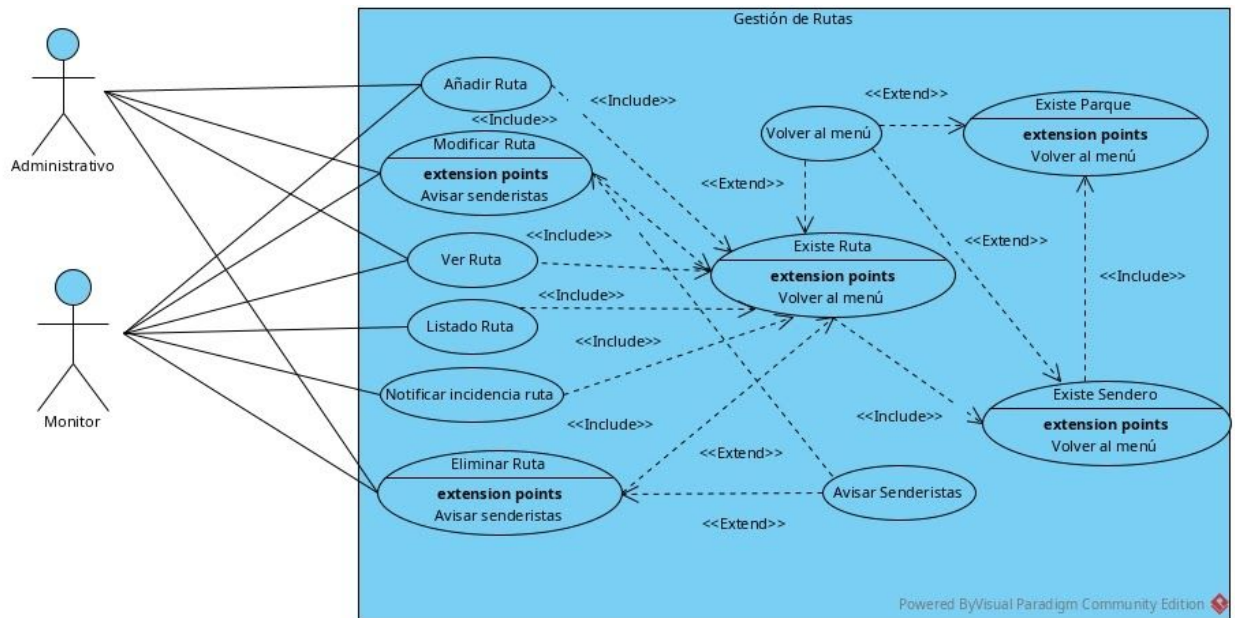 Gestión de Rutas
Administrativo
Monitor
Añadir Ruta
<<Include>>
<<Include>>
Modificar Ruta
extension points
Avisar senderistas
Ver Ruta
<<Include>>
Listado Ruta
<<Include>>
Notificar incidencia ruta
<<Include>>
Eliminar Ruta
extension points
Avisar senderistas
<<Include>>
Volver al menú
<<Extend>>
Existe Parque
extension points
Volver al menú
<<Extend>>
Existe Ruta
extension points
Volver al menú
<<Extend>>
<<Include>>
<<Include>>
Existe Sendero
extension points
Volver al menú
<<Extend>>
Avisar Senderistas
<<Extend>>
Powered ByVisual Paradigm Community Edition